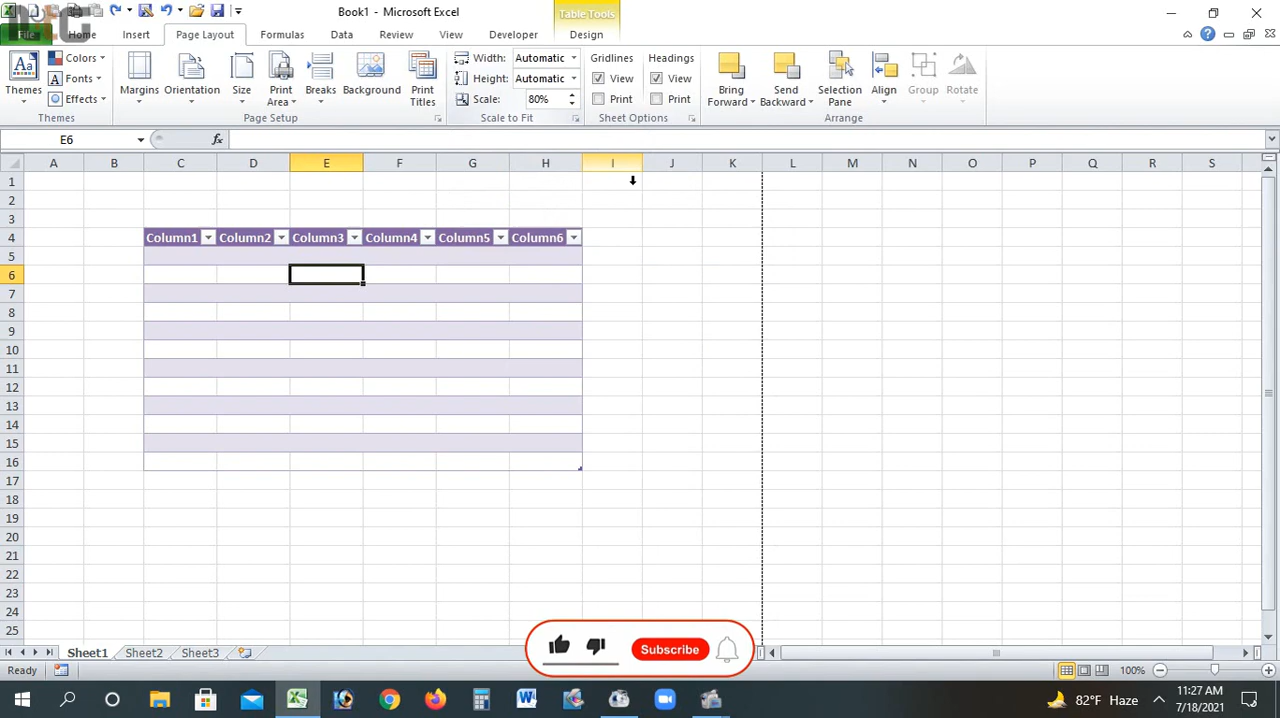 Book1 - Microsoft Excel
Table Tools
File Home Insert Page Layout Formulas Data Review View Developer Design
Themes
Colors
Fonts
Effects
Themes
Margins
Orientation
Size
Print Area
Breaks
Background
Print Titles
Page Setup
Width: Automatic
Height: Automatic
Scale: 80%
Scale to Fit
Gridlines
View
Print
Headings
View
Print
Sheet Options
Bring Forward
Send Backward
Selection Pane
Align
Group
Rotate
Arrange
E6
fx
A B C D E F G H I J K L M N O P Q R S
1
2
3
4 Column1 Column2 Column3 Column4 Column5 Column6
5
6
7
8
9
10
11
12
13
14
15
16
17
18
19
20
21
22
23
24
25
Subscribe
Sheet1 Sheet2 Sheet3
Ready
100%
82°F Haze
11:27 AM
7/18/2021